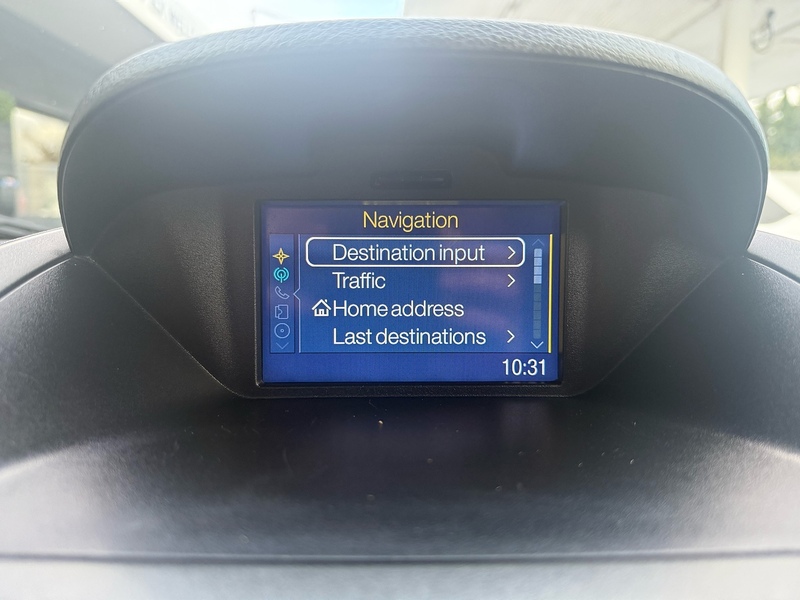 Navigation
Destination input
Traffic
Home address
Last destinations
10:31